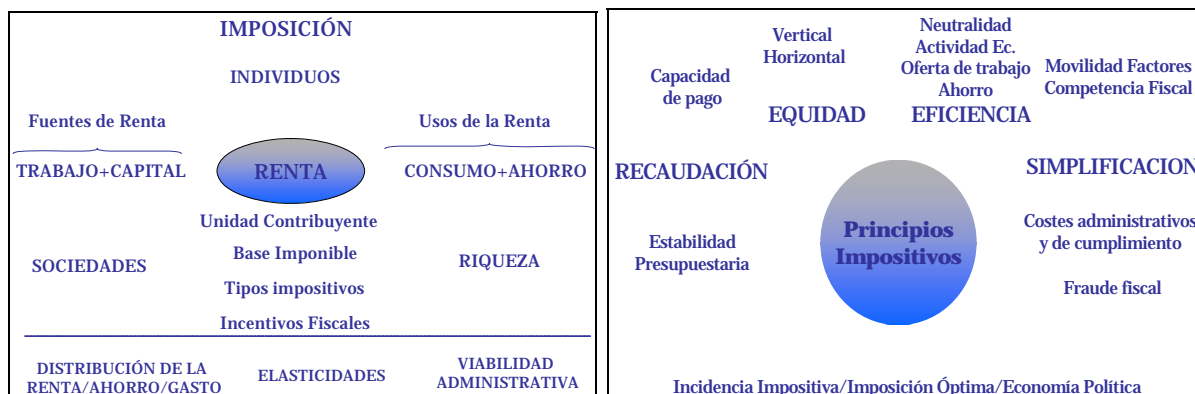 IMPOSICIÓN
INDIVIDUOS
Fuentes de Renta
Usos de la Renta
TRABAJO+CAPITAL
RENTA
CONSUMO+AHORRO
Unidad Contribuyente
Base Imponible
SOCIEDADES
RIQUEZA
Tipos impositivos
Incentivos Fiscales
DISTRIBUCIÓN DE LA
RENTA/AHORRO/GASTO
ELASTICIDADES
VIABILIDAD
ADMINISTRATIVA
Capacidad
de pago
Vertical
Horizontal
EQUIDAD
Neutralidad
Actividad Ec.
Oferta de trabajo
Ahorro
EFICIENCIA
Movilidad Factores
Competencia Fiscal
RECAUDACIÓN
SIMPLIFICACION
Principios
Impositivos
Estabilidad
Presupuestaria
Costes administrativos
y de cumplimiento
Fraude fiscal
Incidencia Impositiva/Imposición Óptima/Economía Política